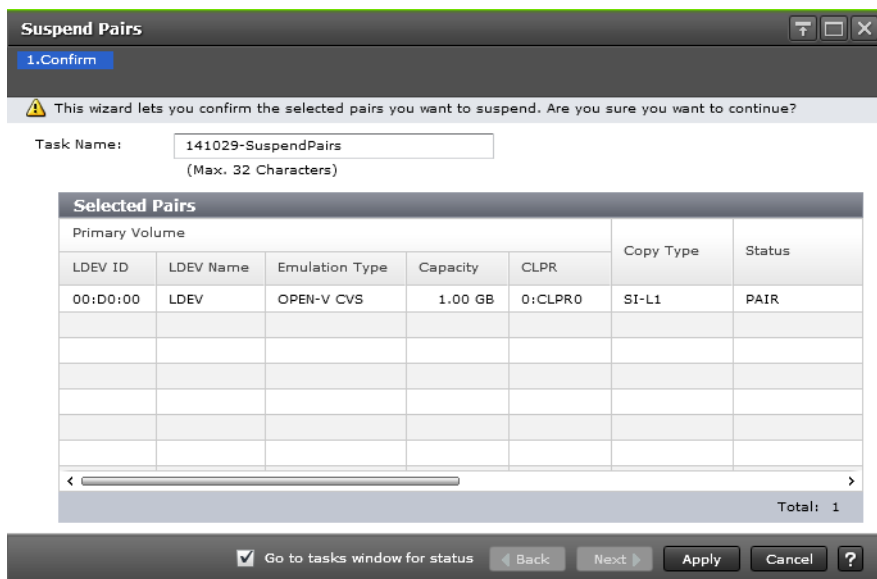 Suspend Pairs
1.Confirm
This wizard lets you confirm the selected pairs you want to suspend. Are you sure you want to continue?
Task Name: 141029-SuspendPairs
(Max. 32 Characters)
Selected Pairs
Primary Volume Copy Type Status
LDEV ID LDEV Name Emulation Type Capacity CLPR
00:D0:00 LDEV OPEN-V CVS 1.00 GB 0:CLPR0 SI-L1 PAIR
Total: 1
Go to tasks window for status Back Next Apply Cancel ?